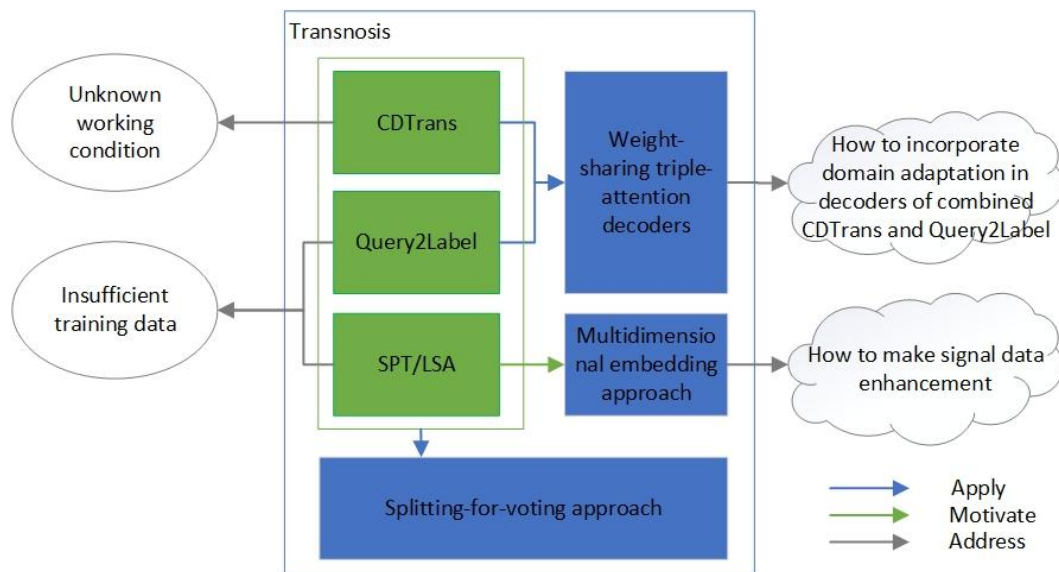 Transnosis
Unknown
working
condition
CDTrans
Weight-
sharing triple-
attention
decoders
How to incorporate
domain adaptation in
decoders of combined
CDTrans and Query2Label
Query2Label
Insufficient
training data
SPT/LSA
Multidimensio
nal embedding
approach
How to make signal data
enhancement
Splitting-for-voting approach
Apply
Motivate
Address